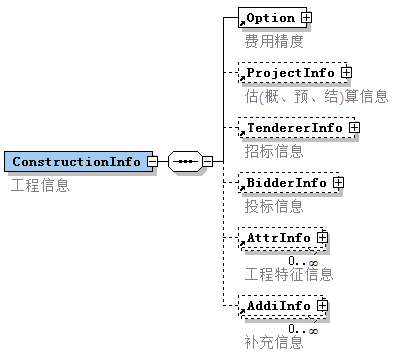 Option
费用精度
ProjectInfo
估(概、预、结)算信息
TendererInfo
招标信息
ConstructionInfo
工程信息
BidderInfo
投标信息
AttrInfo
0..∞
工程特征信息
AddiInfo
0..∞
补充信息